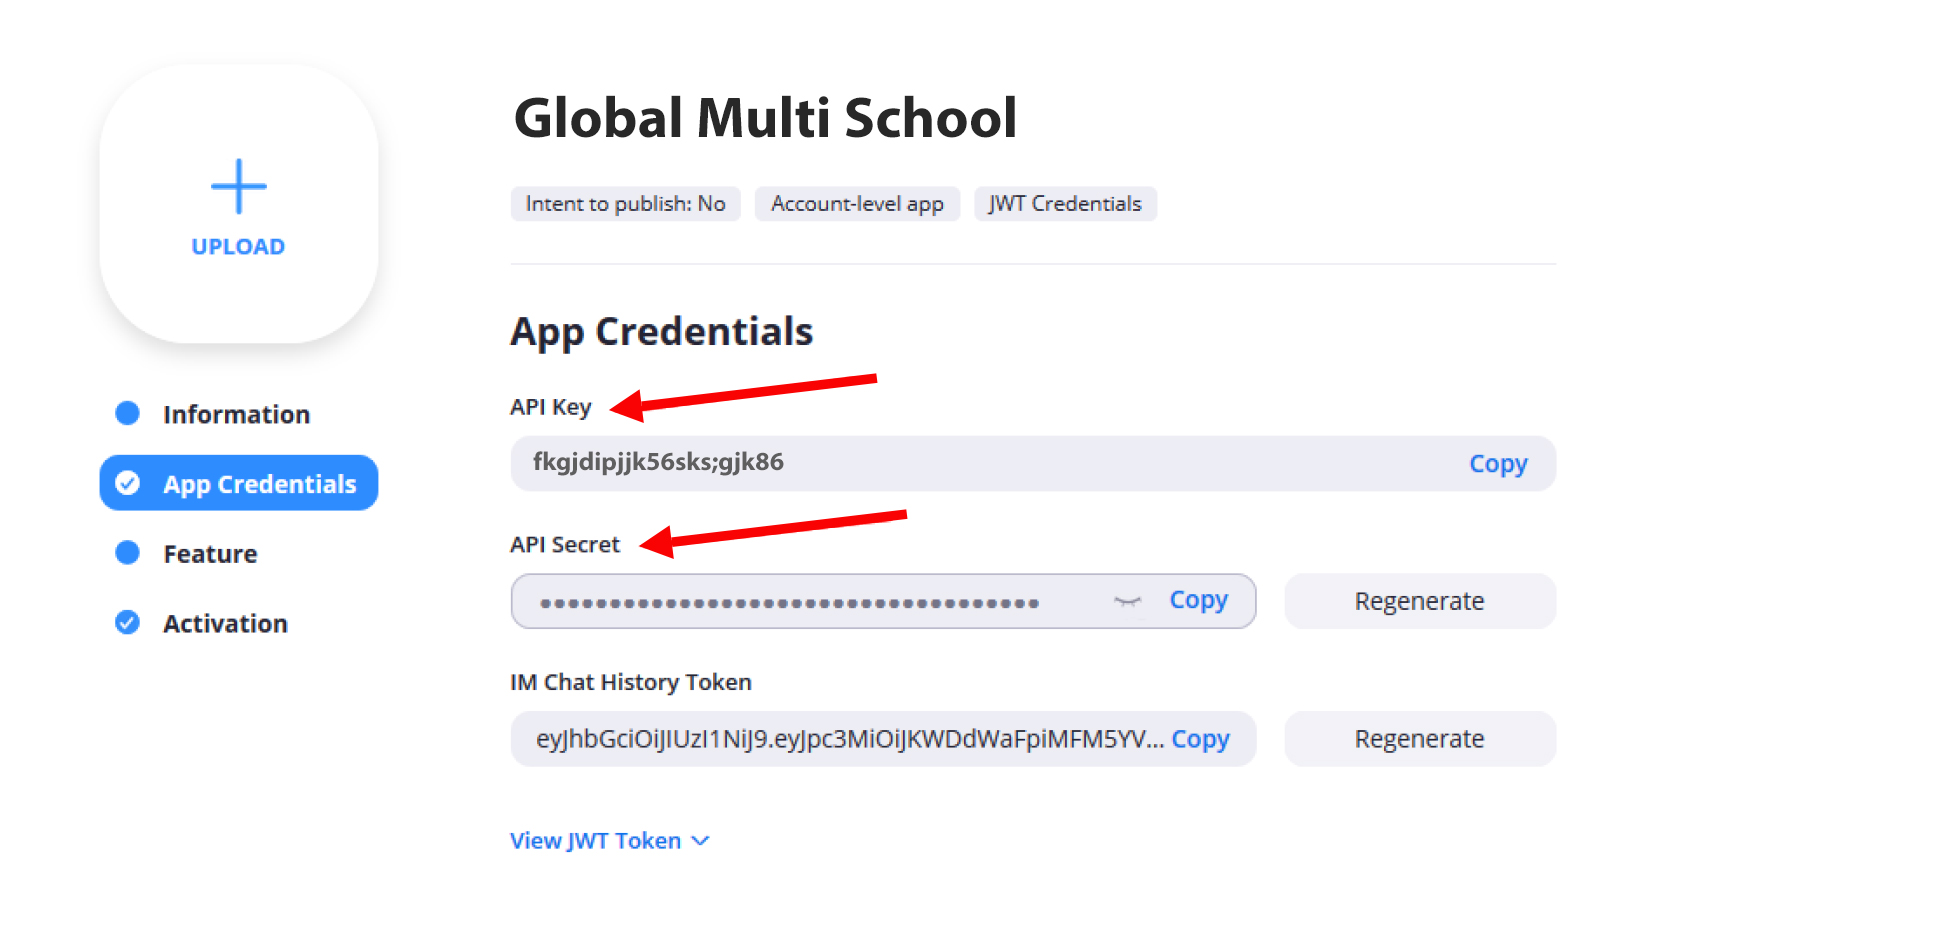 Global Multi School
Intent to publish: No Account-level app JWT Credentials
UPLOAD
Information
App Credentials
Feature
Activation
App Credentials
API Key
fkgjdipjjk56sks;gjk86 Copy
API Secret
•••••••••••••••••••••••••••••••••••• Copy Regenerate
IM Chat History Token
eyJhbGciOiJIUzI1NiJ9.eyJpc3MiOiJKWDdWaFpiMFM5YV... Copy Regenerate
View JWT Token